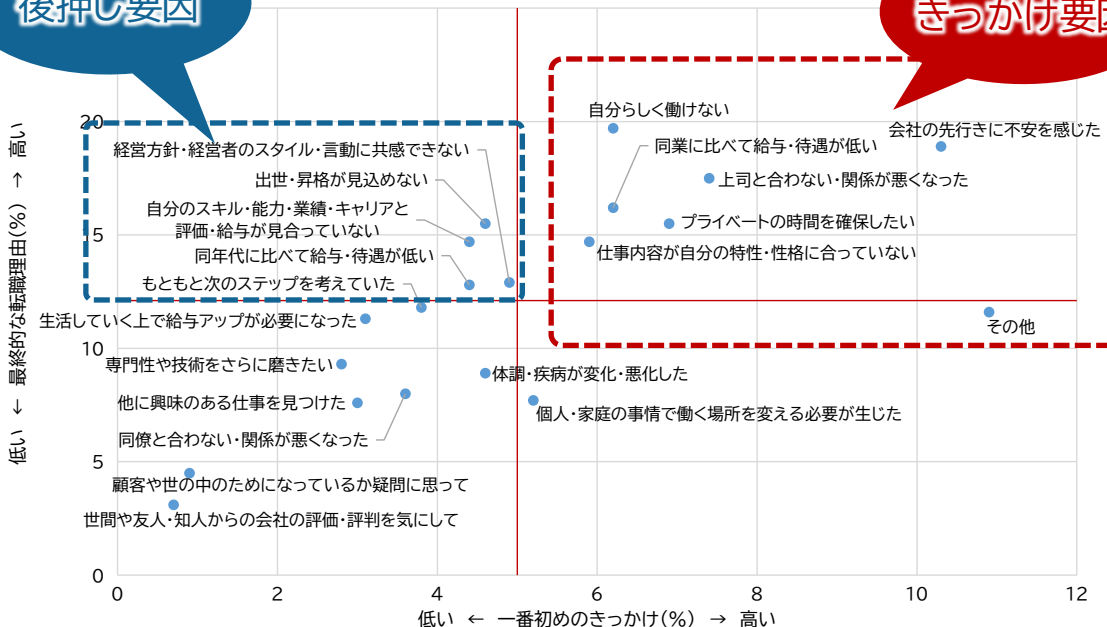 後押し要因
きっかけ要因
自分らしく働けない
会社の先行きに不安を感じた
同業に比べて給与・待遇が低い
経営方針・経営者のスタイル・言動に共感できない
上司と合わない・関係が悪くなった
出世・昇格が見込めない
自分のスキル・能力・業績・キャリアと
評価・給与が見合っていない
プライベートの時間を確保したい
仕事内容が自分の特性・性格に合っていない
同年代に比べて給与・待遇が低い
もともと次のステップを考えていた
生活していく上で給与アップが必要になった
その他
専門性や技術をさらに磨きたい
体調・疾病が変化・悪化した
他に興味のある仕事を見つけた
個人・家庭の事情で働く場所を変える必要が生じた
同僚と合わない・関係が悪くなった
顧客や世の中のためになっているか疑問に思って
世間や友人・知人からの会社の評価・評判を気にして
低い ← 最終的な転職理由(%) → 高い
20
15
10
5
0
0 2 4 6 8 10 12
低い ← 一番初めのきっかけ(%) → 高い